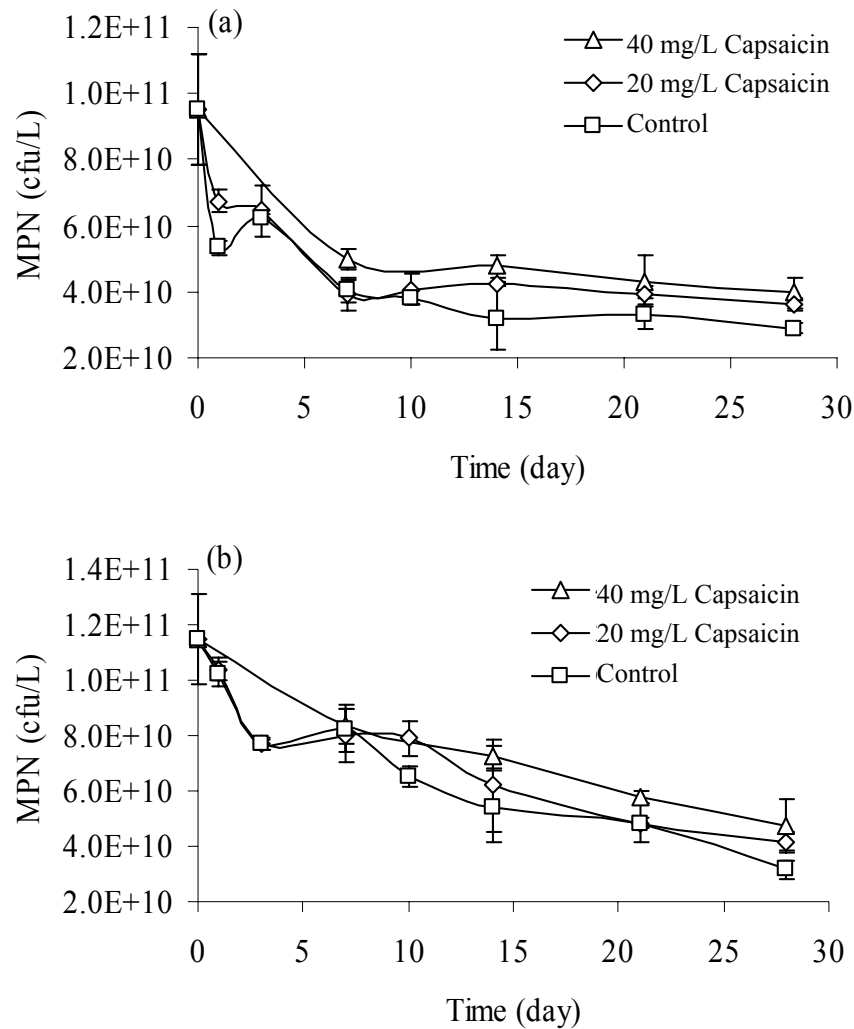 (a)
1.2E+11
1.0E+11
8.0E+10
6.0E+10
4.0E+10
2.0E+10
MPN (cfu/L)
40 mg/L Capsaicin
20 mg/L Capsaicin
Control
0 5 10 15 20 25 30
Time (day)
(b)
1.4E+11
1.2E+11
1.0E+11
8.0E+10
6.0E+10
4.0E+10
2.0E+10
MPN (cfu/L)
40 mg/L Capsaicin
20 mg/L Capsaicin
Control
0 5 10 15 20 25 30
Time (day)